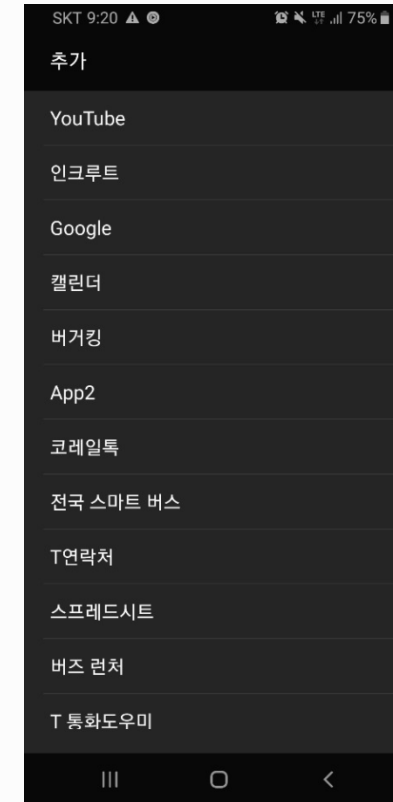 SKT 9:20
LTE 75%
추가
YouTube
인크루트
Google
캘린더
버거킹
App2
코레일톡
전국 스마트 버스
T연락처
스프레드시트
버즈 런처
T 통화도우미